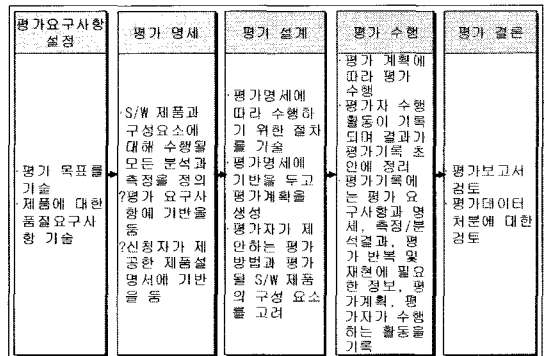 평가요구사항
설정
· 평가 목표를
기술
· 제품에 대한
품질요구사
항 기술
평가 명세
· S/W 제품과
구성요소에
대해 수행될
모든 분석과
측정을 정의
?평가 요구사
항에 기반을
둠
?신청자가 제
공한 제품설
명서에 기반
을 둠
평가 설계
· 평가명세에
따라 수행하
기 위한 절차
를 기술
· 평가명세에
기반을 두고
평가계획을
생성
· 평가자가 제
안하는 평가
방법과 평가
될 S/W 제품
의 구성 요소
를 고려
평가 수행
· 평가 계획에
따라 평가
수행
· 평가자 수행
활동이 기록
되며 결과가
평가기록 초
안에 정리
· 평가기록에
는 평가 요
구사항과 명
세, 측정/분
석결과, 평
가 반복 및
재현에 필요
한 정보, 평
가계획, 평
가자가 수행
하는 활동을
기록
평가 결론
· 평가보고서
검토
· 평가데이터
처분에 대한
검토